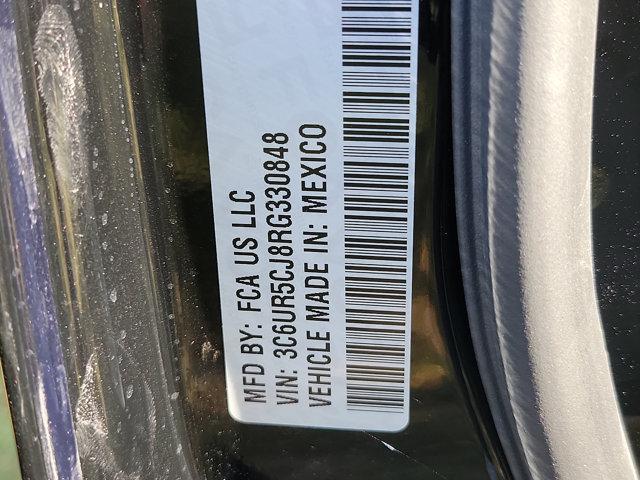 MFD BY: FCA US LLC
VIN: 3C6UR5CJ8RG330848
VEHICLE MADE IN: MEXICO